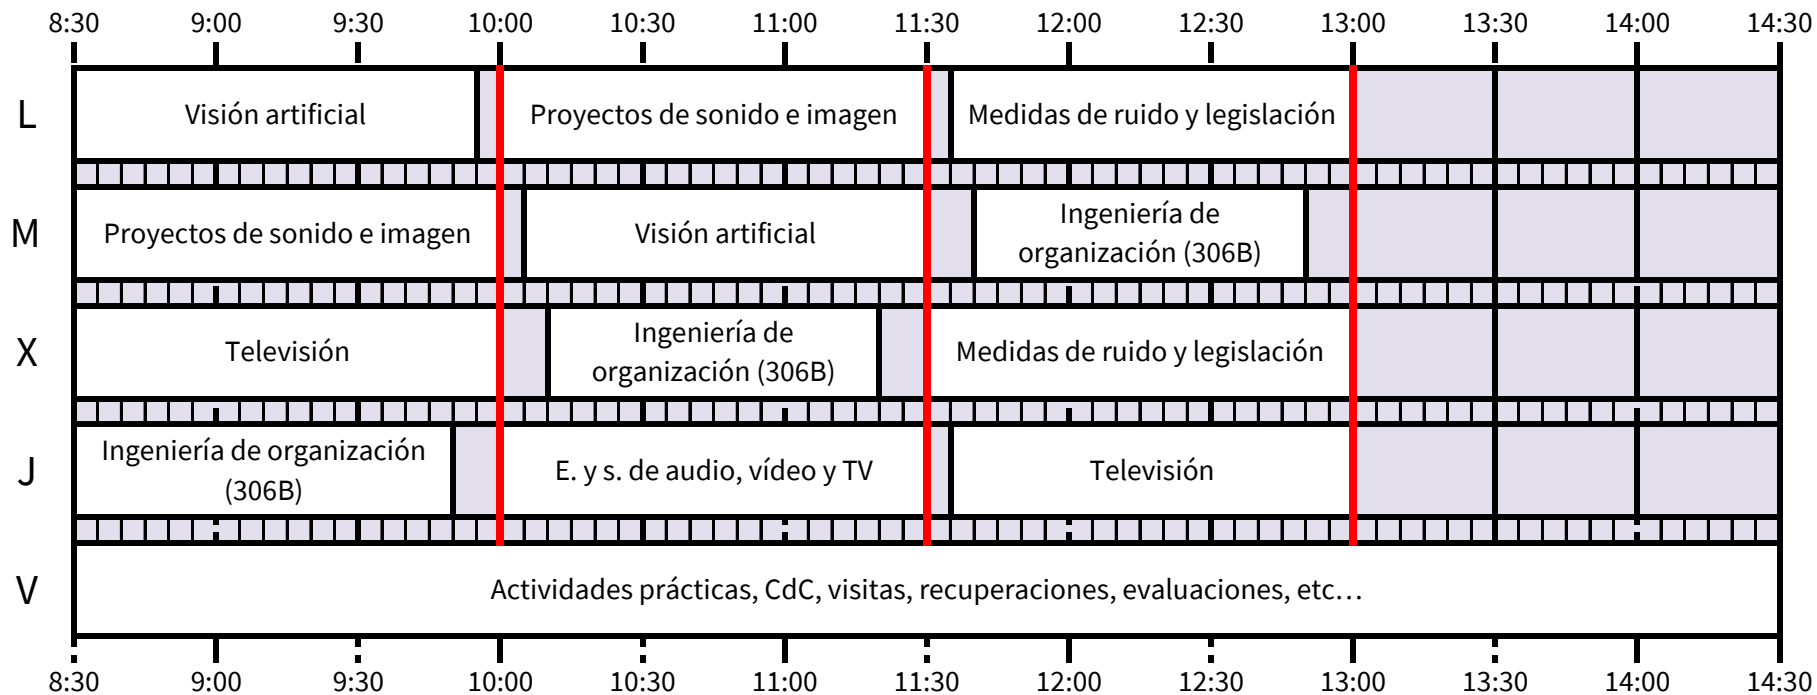 8:30 9:00 9:30 10:00 10:30 11:00 11:30 12:00 12:30 13:00 13:30 14:00 14:30
L Visión artificial Proyectos de sonido e imagen Medidas de ruido y legislación
M Proyectos de sonido e imagen Visión artificial Ingeniería de
organización (306B)
X Televisión Ingeniería de
organización (306B) Medidas de ruido y legislación
J Ingeniería de organización
(306B) E. y s. de audio, vídeo y TV Televisión
V Actividades prácticas, CdC, visitas, recuperaciones, evaluaciones, etc…
8:30 9:00 9:30 10:00 10:30 11:00 11:30 12:00 12:30 13:00 13:30 14:00 14:30